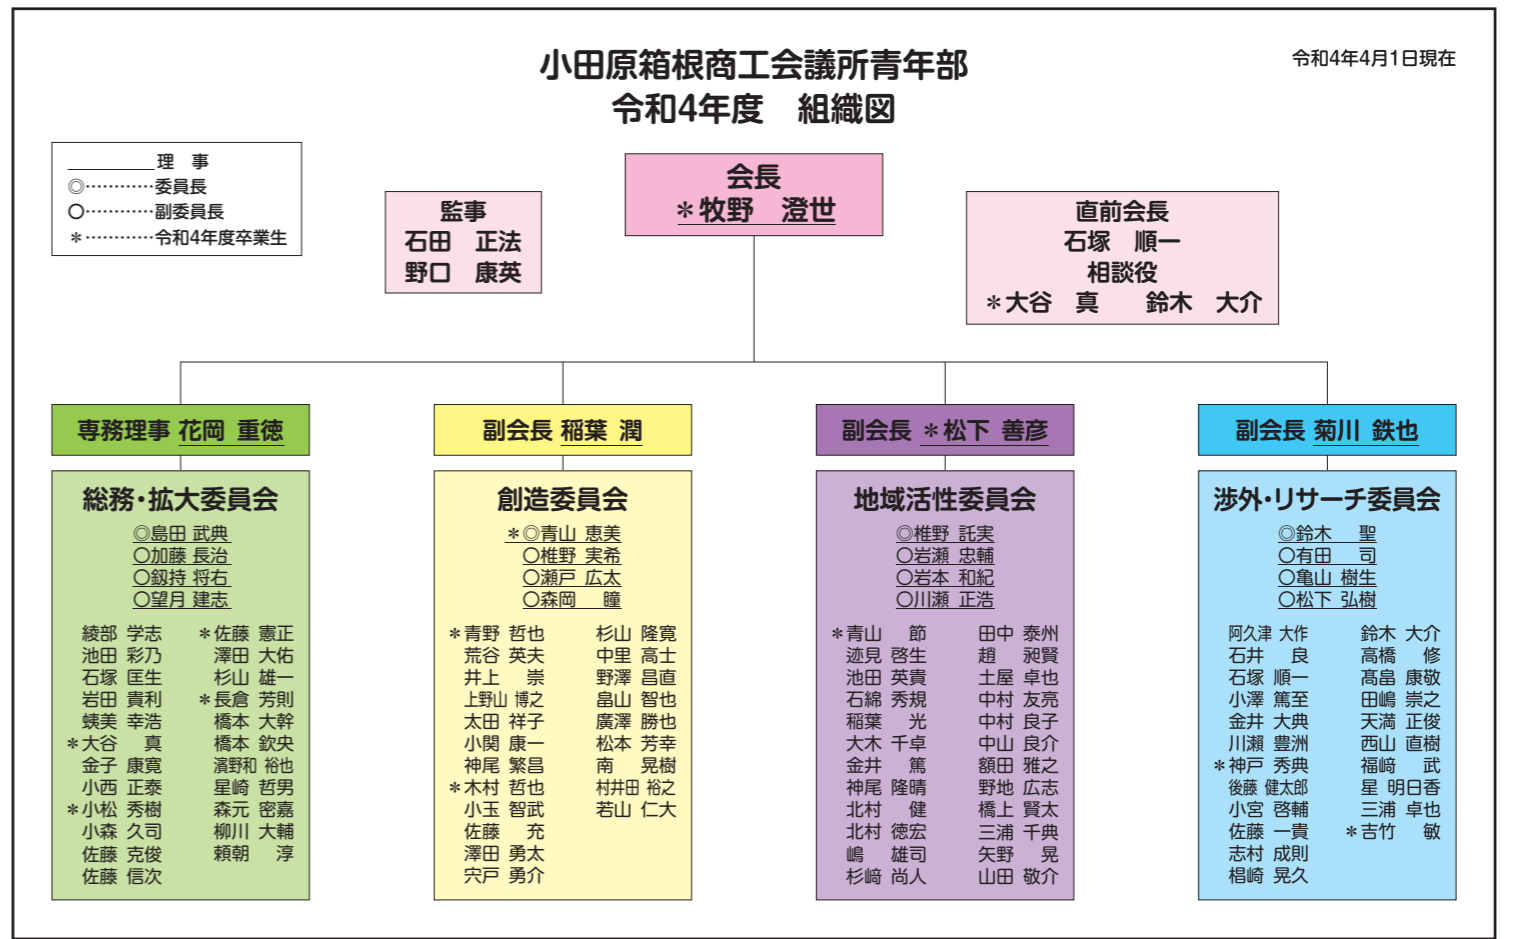 小田原箱根商工会議所青年部
令和4年度 組織図
令和4年4月1日現在
理 事
◎…………委員長
○…………副委員長
＊…………令和4年度卒業生
会長
＊牧野 澄世
監事
石田 正法
野口 康英
直前会長
石塚 順一
相談役
＊大谷 真 鈴木 大介
専務理事 花岡 重徳
総務・拡大委員会
◎島田 武典
○加藤 長治
○釼持 将右
○望月 建志
綾部 学志 ＊佐藤 憲正
池田 彩乃 澤田 大佑
石塚 匡生 杉山 雄一
岩田 貴利 ＊長倉 芳則
蛯美 幸浩 橋本 大幹
＊大谷 真 橋本 欽央
金子 康寛 濱野和 裕也
小西 正泰 星崎 哲男
＊小松 秀樹 森元 密嘉
小森 久司 柳川 大輔
佐藤 克俊 頼朝 淳
佐藤 信次
副会長 稲葉 潤
創造委員会
＊◎青山 恵美
○椎野 実希
○瀬戸 広太
○森岡 瞳
＊青野 哲也 杉山 隆寛
荒谷 英夫 中里 高士
井上 崇 野澤 昌直
上野山 博之 畠山 智也
太田 祥子 廣澤 勝也
小関 康一 松本 芳幸
神尾 繁昌 南 晃樹
＊木村 哲也 村井田 裕之
小玉 智武 若山 仁大
佐藤 充
澤田 勇太
宍戸 勇介
副会長 ＊松下 善彦
地域活性委員会
◎椎野 託実
○岩瀬 忠輔
○岩本 和紀
○川瀬 正浩
＊青山 節 田中 泰州
迹見 啓生 趙 昶賢
池田 英貴 土屋 卓也
石綿 秀規 中村 友亮
稲葉 光 中村 良子
大木 千卓 中山 良介
金井 篤 額田 雅之
神尾 隆晴 野地 広志
北村 健 橋上 賢太
北村 徳宏 三浦 千典
嶋 雄司 矢野 晃
杉﨑 尚人 山田 敬介
副会長 菊川 鉄也
渉外・リサーチ委員会
◎鈴木 聖
○有田 司
○亀山 樹生
○松下 弘樹
阿久津 大作 鈴木 大介
石井 良 高橋 修
石塚 順一 髙畠 康敬
小澤 篤至 田嶋 崇之
金井 大典 天満 正俊
川瀬 豊洲 西山 直樹
＊神戸 秀典 福﨑 武
後藤 健太郎 星 明日香
小宮 啓輔 三浦 卓也
佐藤 一貴 ＊吉竹 敏
志村 成則
椙崎 晃久